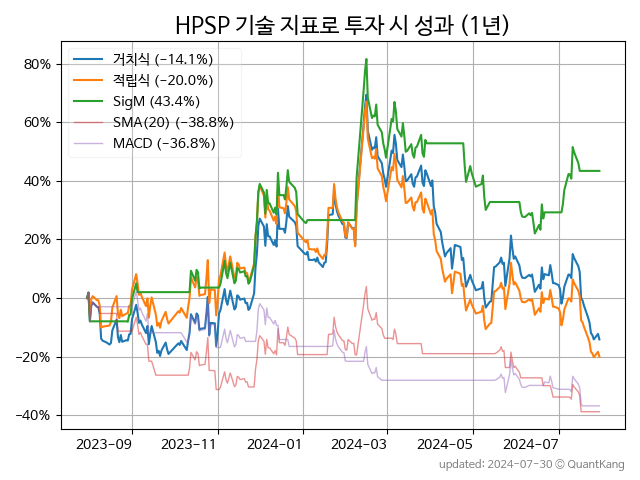 HPSP 기술 지표로 투자 시 성과 (1년)
거치식 (-14.1%)
적립식 (-20.0%)
SigM (43.4%)
SMA(20) (-38.8%)
MACD (-36.8%)
80%
60%
40%
20%
0%
-20%
-40%
2023-09 2023-11 2024-01 2024-03 2024-05 2024-07
updated: 2024-07-30 © QuantKang